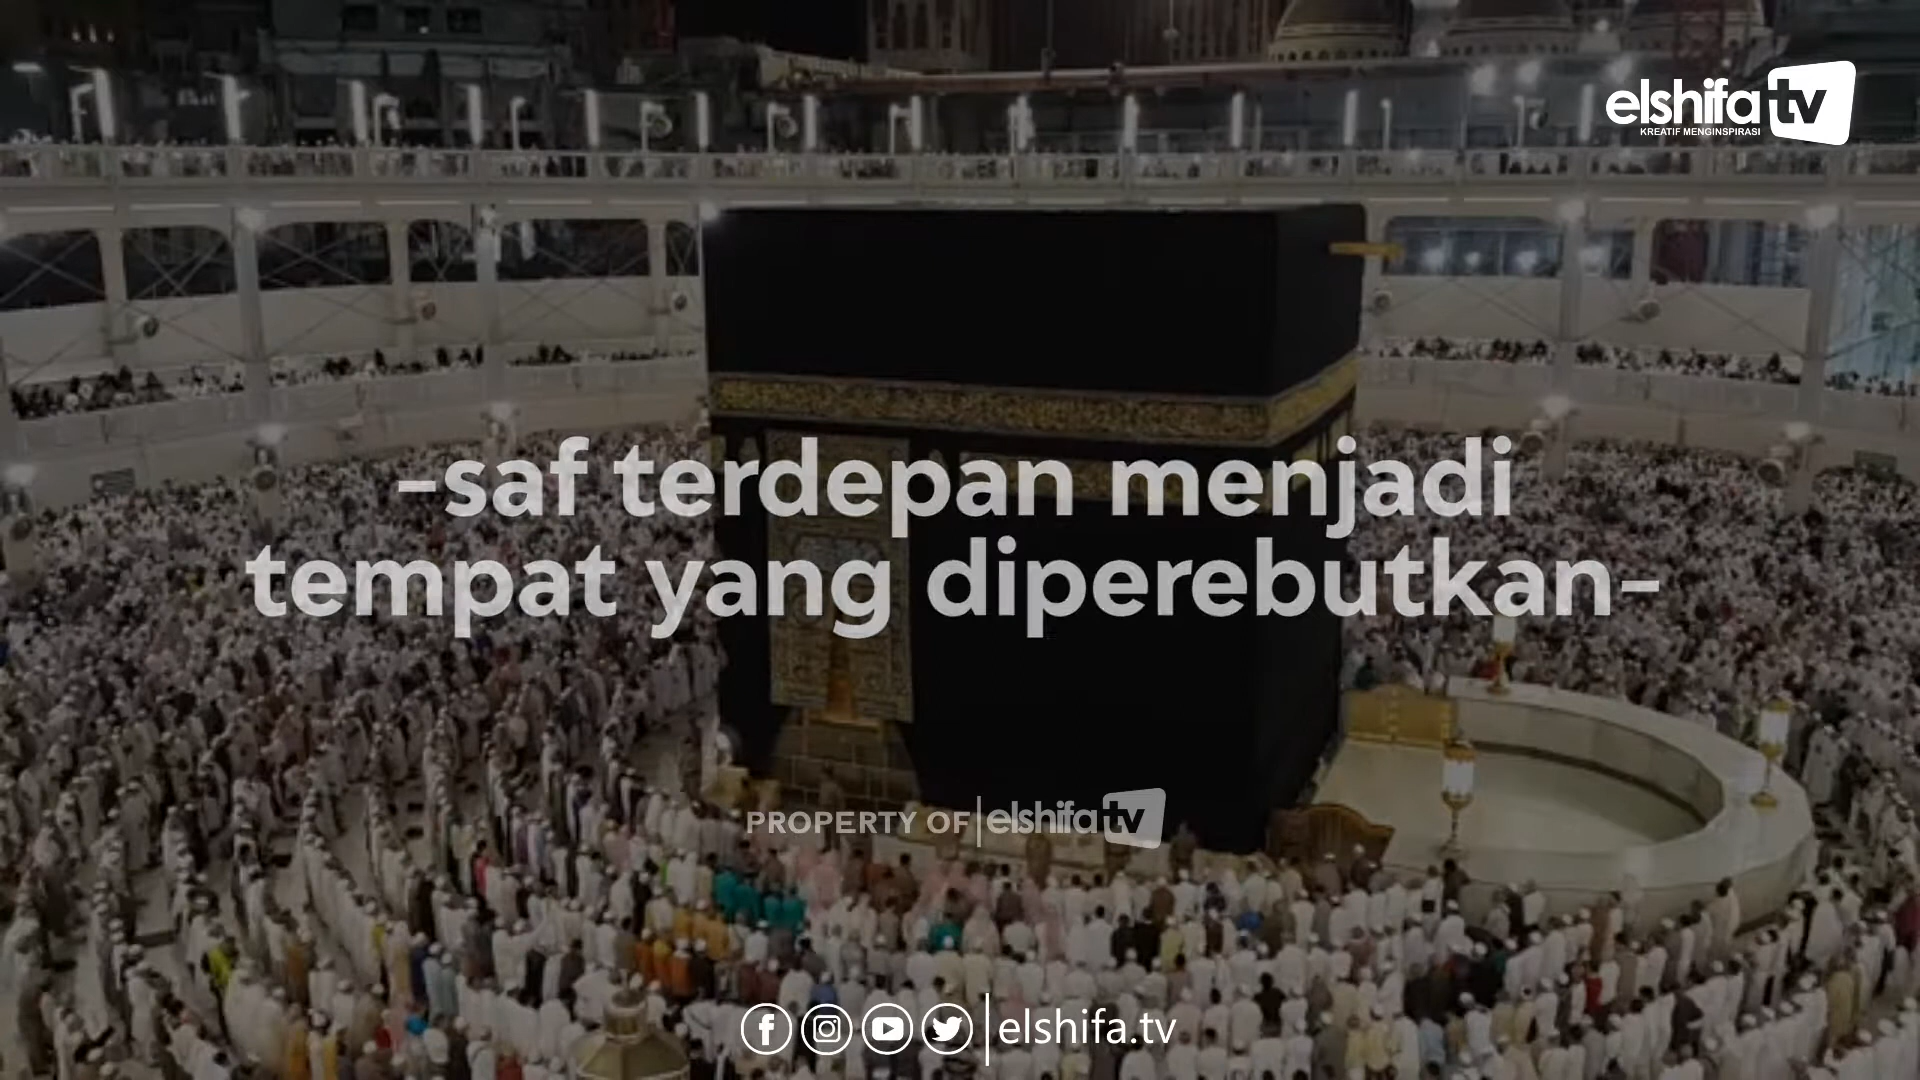 elshifa tv
KREATIF MENGINSPIRASI
-saf terdepan menjadi
tempat yang diperebutkan-
PROPERTY OF | elshifa tv
elshifa.tv